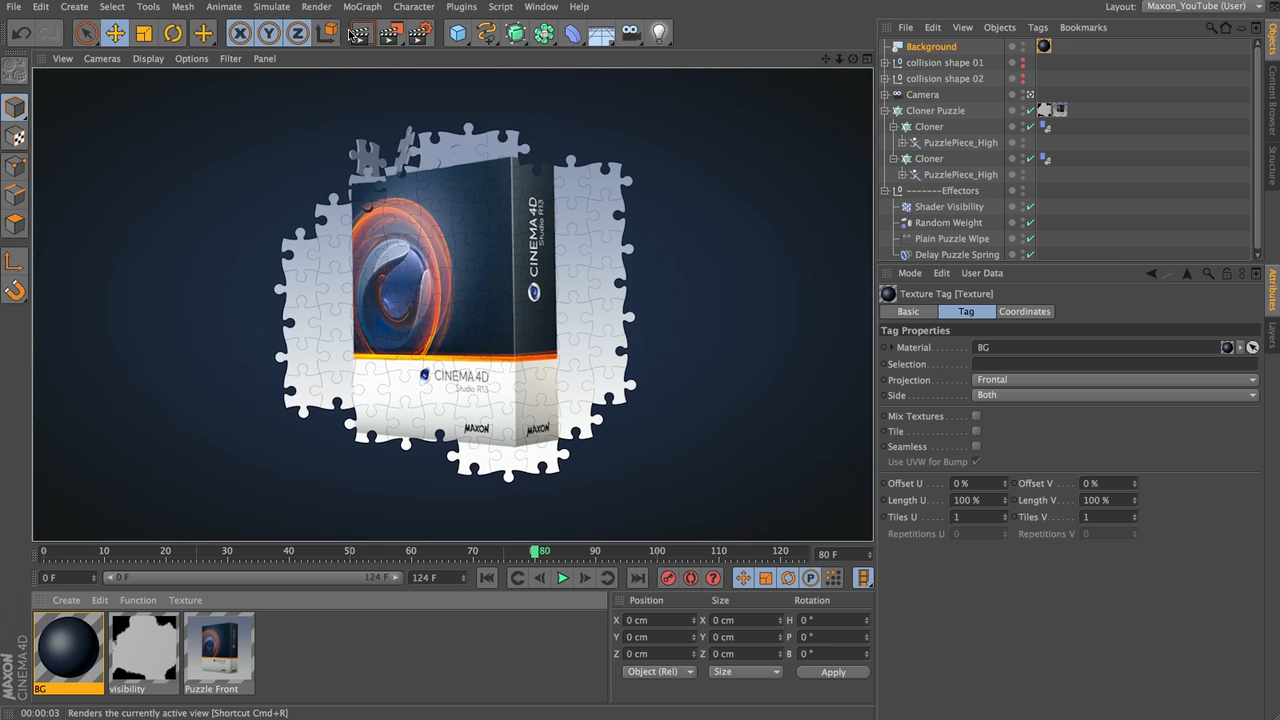 File Edit Create Select Tools Mesh Animate Simulate Render MoGraph Character Plugins Script Window Help Layout: Maxon_YouTube (User)
X Y Z
View Cameras Display Options Filter Panel
File Edit View Objects Tags Bookmarks
Background
collision shape 01
collision shape 02
Camera
Cloner Puzzle
Cloner
PuzzlePiece_High
Cloner
PuzzlePiece_High
-------Effectors
Shader Visibility
Random Weight
Plain Puzzle Wipe
Delay Puzzle Spring
Objects
Content Browser
Structure
CINEMA 4D
Studio R13
CINEMA 4D
Studio R13
MAXON
MAXON
Mode Edit User Data
Texture Tag [Texture]
Basic Tag Coordinates
Tag Properties
Material BG
Selection
Projection Frontal
Side Both
Mix Textures
Tile
Seamless
Use UVW for Bump
Offset U 0 % Offset V 0 %
Length U 100 % Length V 100 %
Tiles U 1 Tiles V 1
Repetitions U 0 Repetitions V 0
Attributes
Layers
0 10 20 30 40 50 60 70 80 90 100 110 120 80 F
0 F 0 F 124 F 124 F P
Create Edit Function Texture
BG visibility Puzzle Front
Position Size Rotation
X 0 cm X 0 cm H 0 °
Y 0 cm Y 0 cm P 0 °
Z 0 cm Z 0 cm B 0 °
Object (Rel) Size Apply
MAXON
CINEMA 4D
00:00:03 Renders the currently active view [Shortcut Cmd+R]